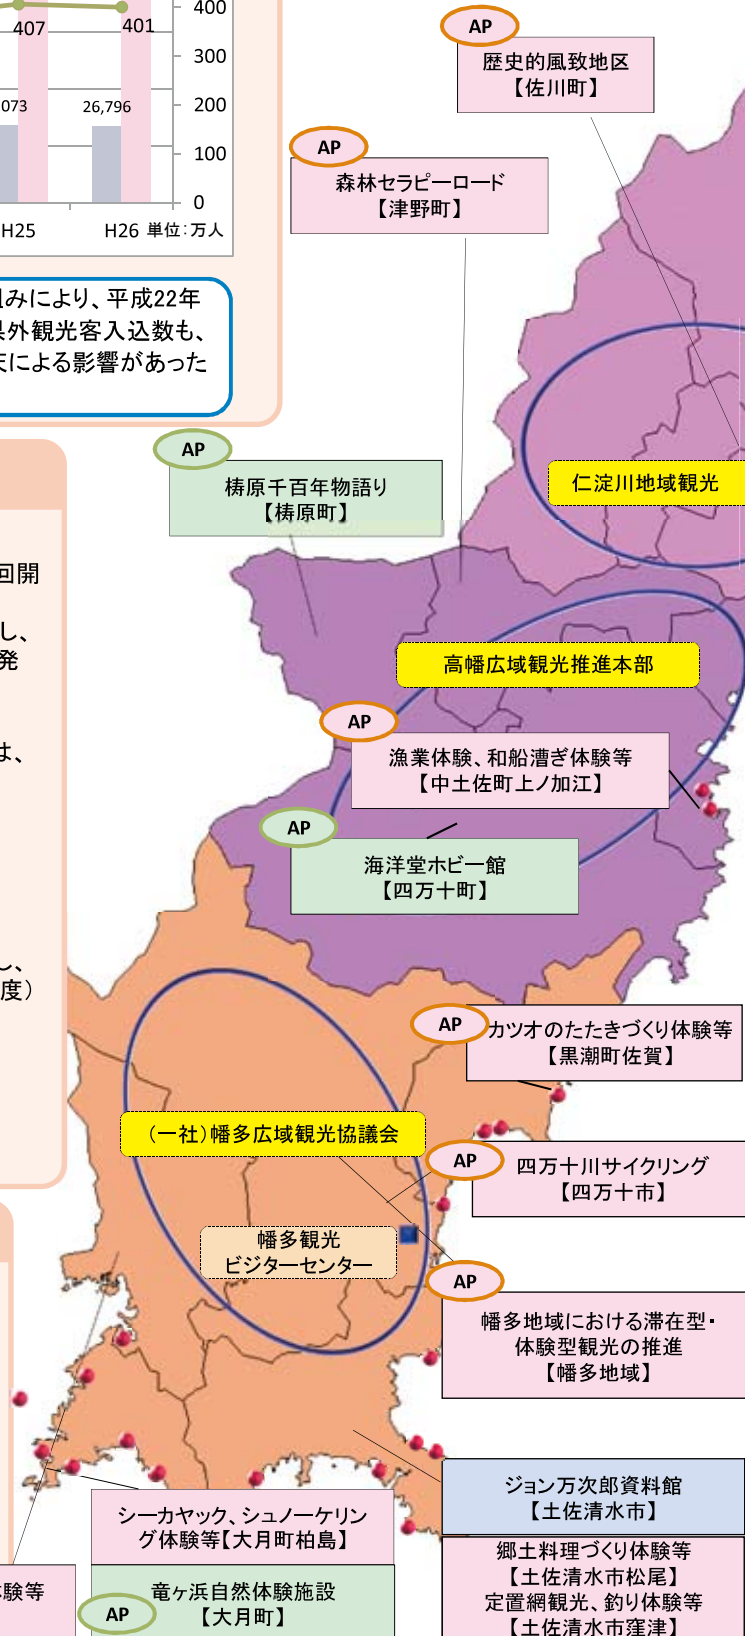 400
407
401
300
073
26,796
200
100
0
H25
H26
単位:万人
組みにより、平成22年
県外観光客入込数も、
天による影響があった
回開
し、
発
は、
し、
度)
AP
歴史的風致地区
【佐川町】
AP
森林セラピーロード
【津野町】
AP
梼原千百年物語り
【梼原町】
仁淀川地域観光
高幡広域観光推進本部
AP
漁業体験、和船漕ぎ体験等
【中土佐町上ノ加江】
AP
海洋堂ホビー館
【四万十町】
AP
カツオのたたきづくり体験等
【黒潮町佐賀】
(一社)幡多広域観光協議会
AP
四万十川サイクリング
【四万十市】
幡多観光
ビジターセンター
AP
幡多地域における滞在型・
体験型観光の推進
【幡多地域】
ジョン万次郎資料館
【土佐清水市】
シーカヤック、シュノーケリン
グ体験等【大月町柏島】
郷土料理づくり体験等
【土佐清水市松尾】
定置網観光、釣り体験等
【土佐清水市窪津】
験等
AP
竜ヶ浜自然体験施設
【大月町】